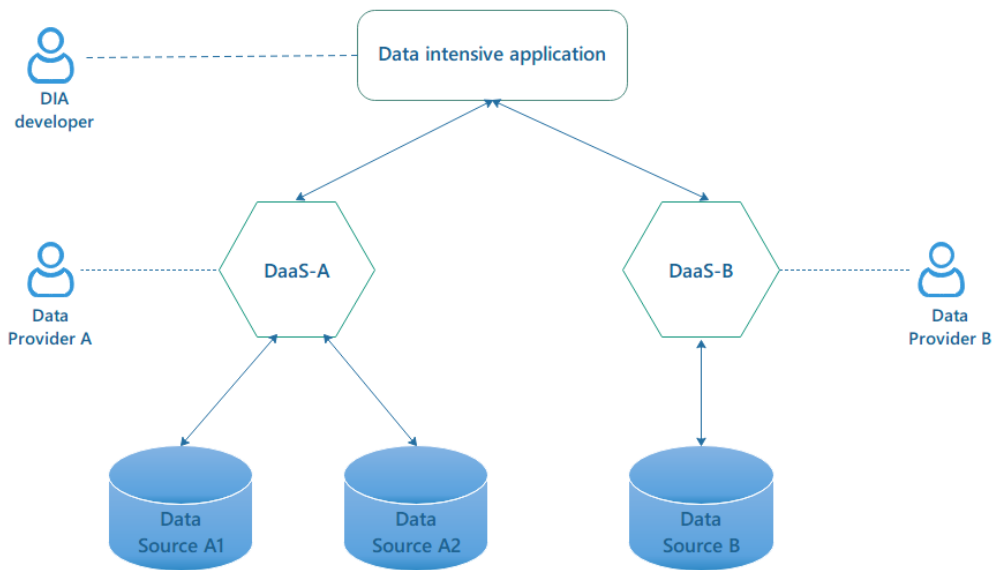 Data intensive application
DIA
developer
DaaS-A
DaaS-B
Data
Provider A
Data
Provider B
Data
Source A1
Data
Source A2
Data
Source B